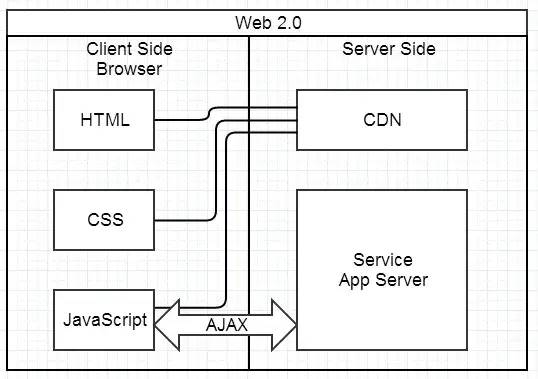 Web 2.0
Client Side
Browser
Server Side
HTML
CDN
CSS
Service
App Server
JavaScript
AJAX